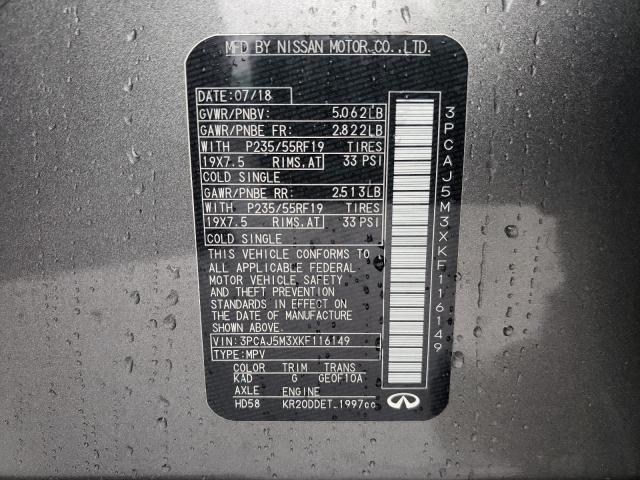 MFD BY NISSAN MOTOR CO.,LTD.
DATE:07/18
GVWR/PNBV: 5.062LB
GAWR/PNBE FR: 2.822LB
WITH P235/55RF19 TIRES
19X7.5 RIMS,AT 33 PSI
COLD SINGLE
GAWR/PNBE RR: 2.513LB
WITH P235/55RF19 TIRES
19X7.5 RIMS,AT 33 PSI
COLD SINGLE
THIS VEHICLE CONFORMS TO
ALL APPLICABLE FEDERAL
MOTOR VEHICLE SAFETY
AND THEFT PREVENTION
STANDARDS IN EFFECT ON
THE DATE OF MANUFACTURE
SHOWN ABOVE.
VIN:3PCAJ5M3XKF116149
TYPE:MPV
COLOR TRIM TRANS
KAD G GE0F10A
AXLE ENGINE
HD58 KR20DDET 1997cc
3PCAJ5M3XKF116149